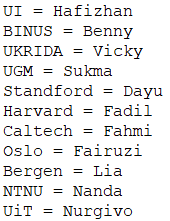 UI = Hafizhan
BINUS = Benny
UKRIDA = Vicky
UGM = Sukma
Standford = Dayu
Harvard = Fadil
Caltech = Fahmi
Oslo = Fairuzi
Bergen = Lia
NTNU = Nanda
UiT = Nurgivo